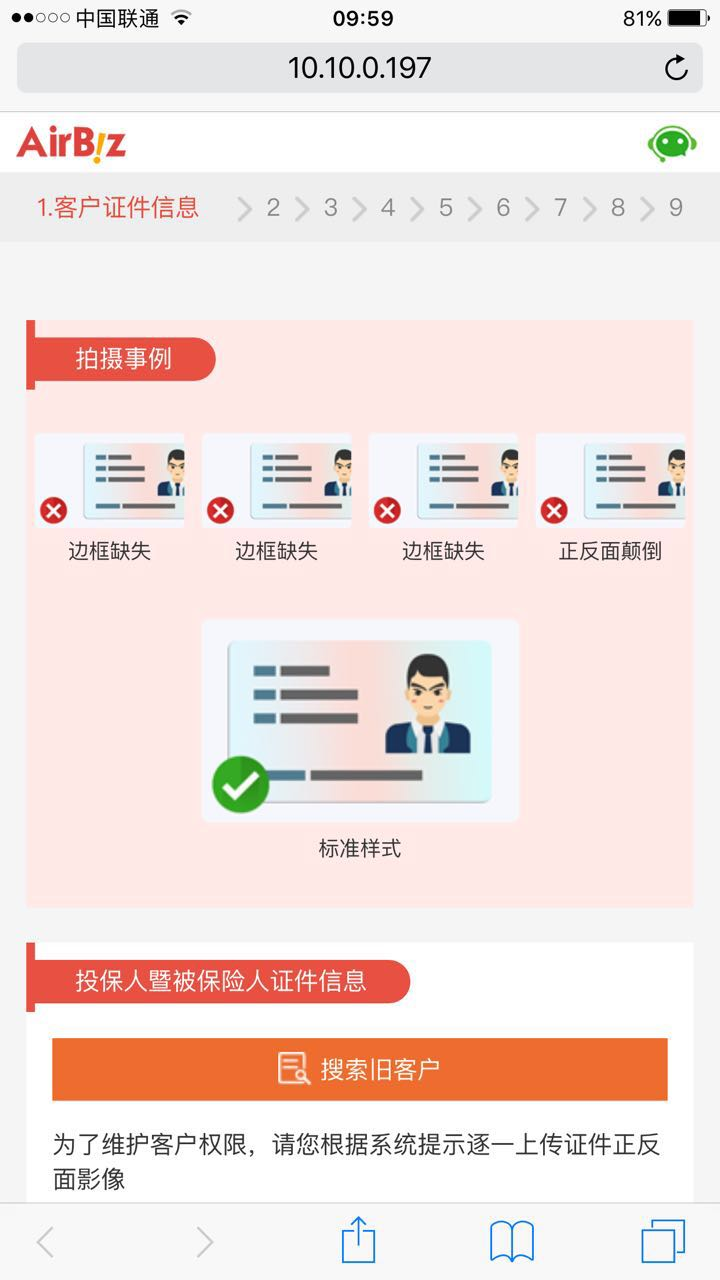 中国联通 09:59 81%
10.10.0.197
AirB!z
1.客户证件信息 2 3 4 5 6 7 8 9
拍摄事例
边框缺失 边框缺失 边框缺失 正反面颠倒
标准样式
投保人暨被保险人证件信息
搜索旧客户
为了维护客户权限，请您根据系统提示逐一上传证件正反
面影像